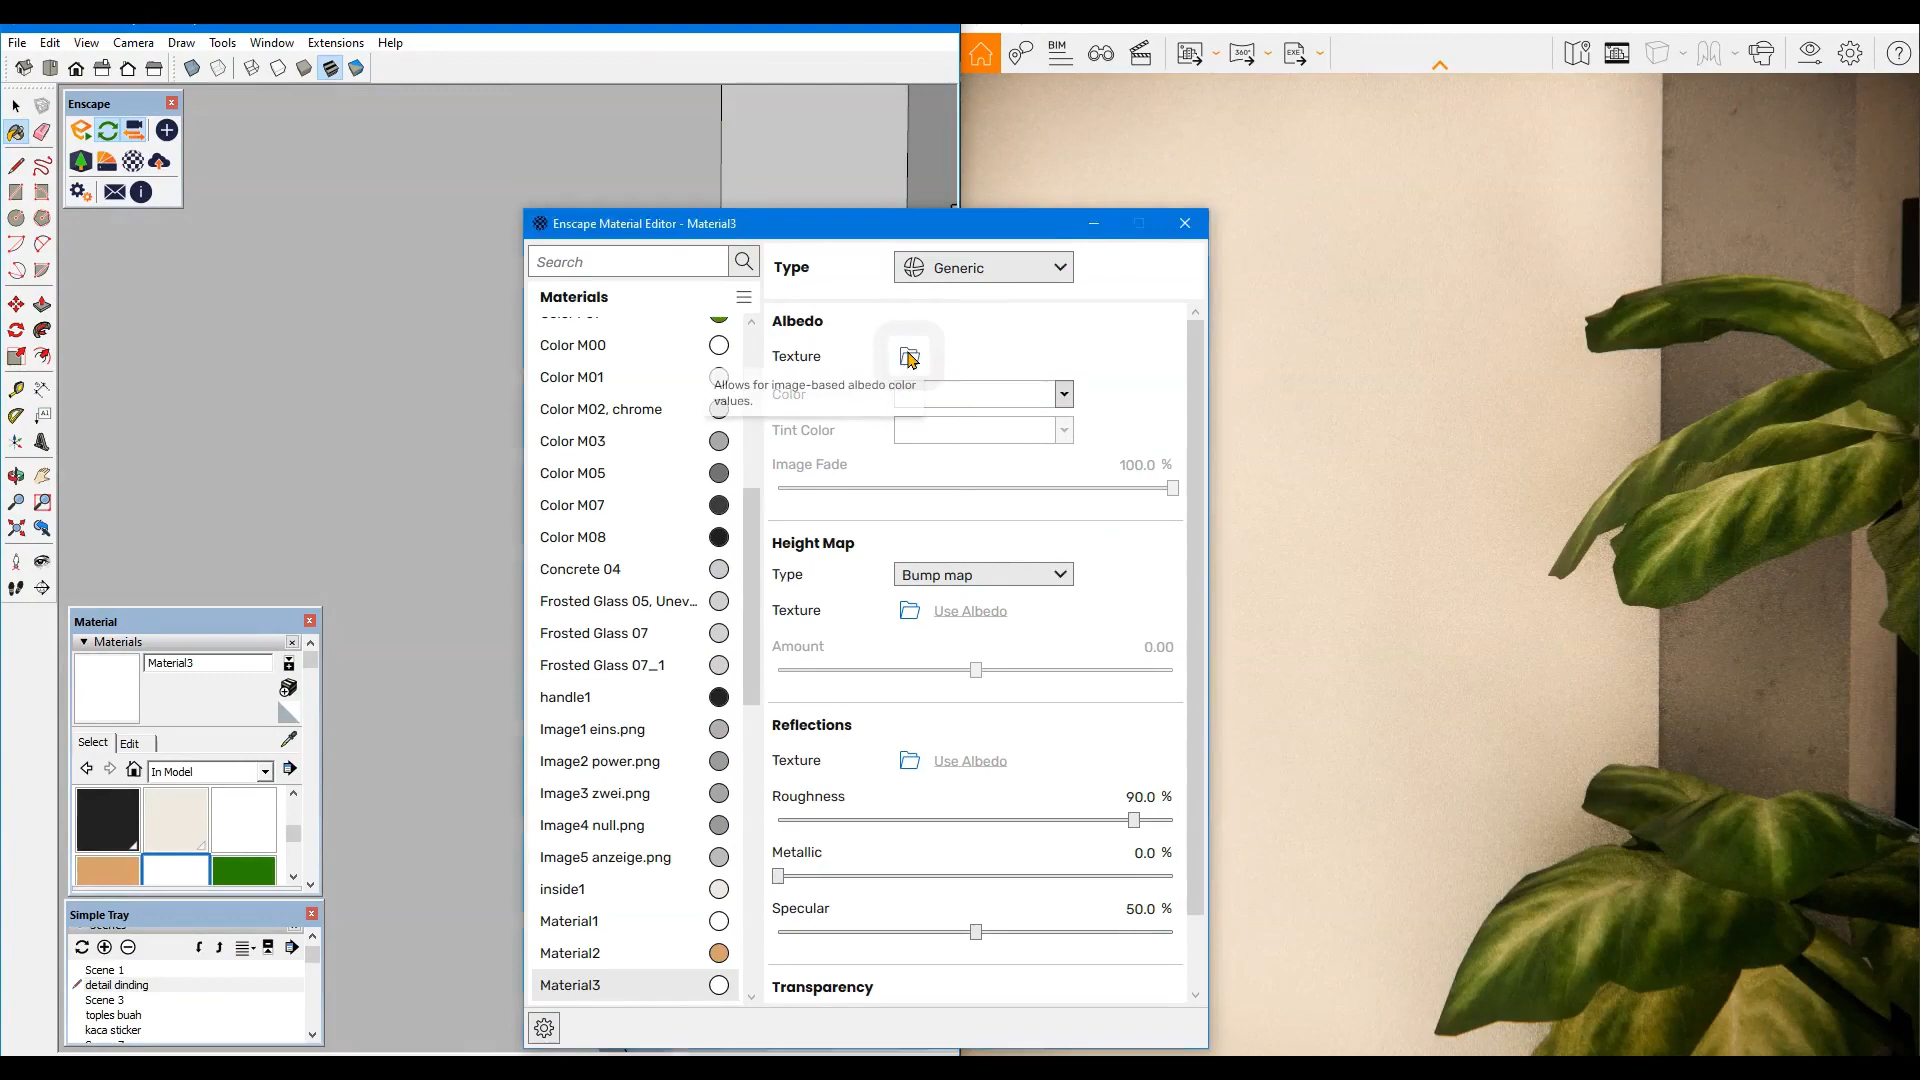 File Edit View Camera Draw Tools Window Extensions Help
BIM
360°
EXE
Enscape
Enscape Material Editor - Material3
Search
Materials
Color M00
Color M01
Color M02, chrome
Color M03
Color M05
Color M07
Color M08
Concrete 04
Frosted Glass 05, Unev...
Frosted Glass 07
Frosted Glass 07_1
handle1
Image1 eins.png
Image2 power.png
Image3 zwei.png
Image4 null.png
Image5 anzeige.png
inside1
Material1
Material2
Material3
Type Generic
Albedo
Texture
Allows for image-based albedo color
values.
Color
Tint Color
Image Fade 100.0 %
Height Map
Type Bump map
Texture Use Albedo
Amount 0.00
Reflections
Texture Use Albedo
Roughness 90.0 %
Metallic 0.0 %
Specular 50.0 %
Transparency
Material
Materials
Material3
Select Edit
In Model
Simple Tray
Scenes
Scene 1
detail dinding
Scene 3
toples buah
kaca sticker